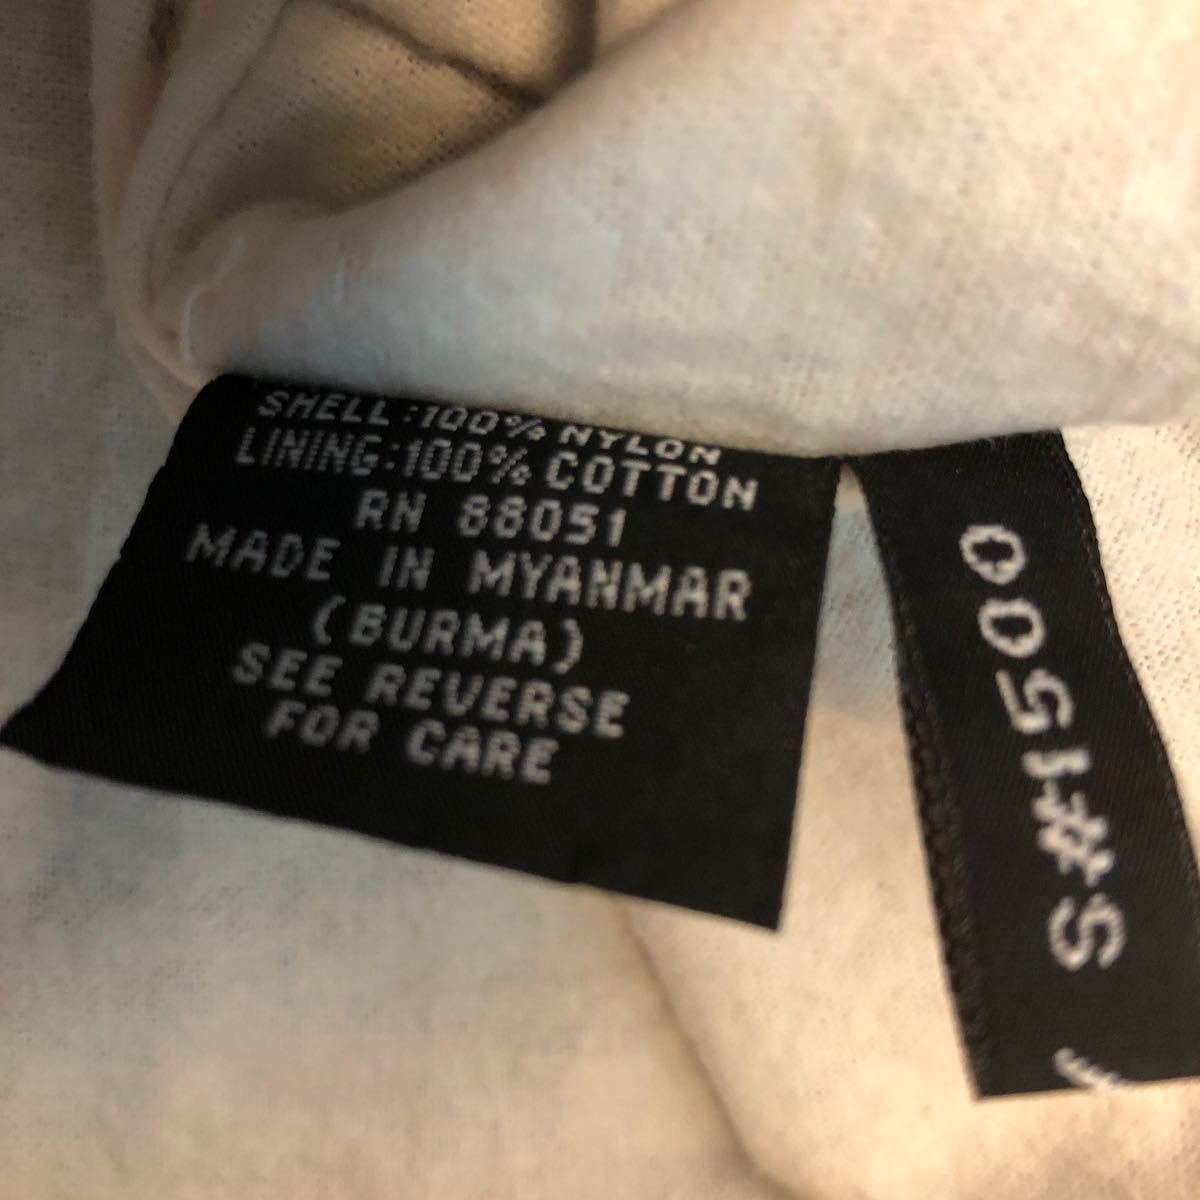 SHELL:100% NYLON
LINING:100% COTTON
RN 88051
MADE IN MYANMAR
(BURMA)
SEE REVERSE
FOR CARE
S#1500